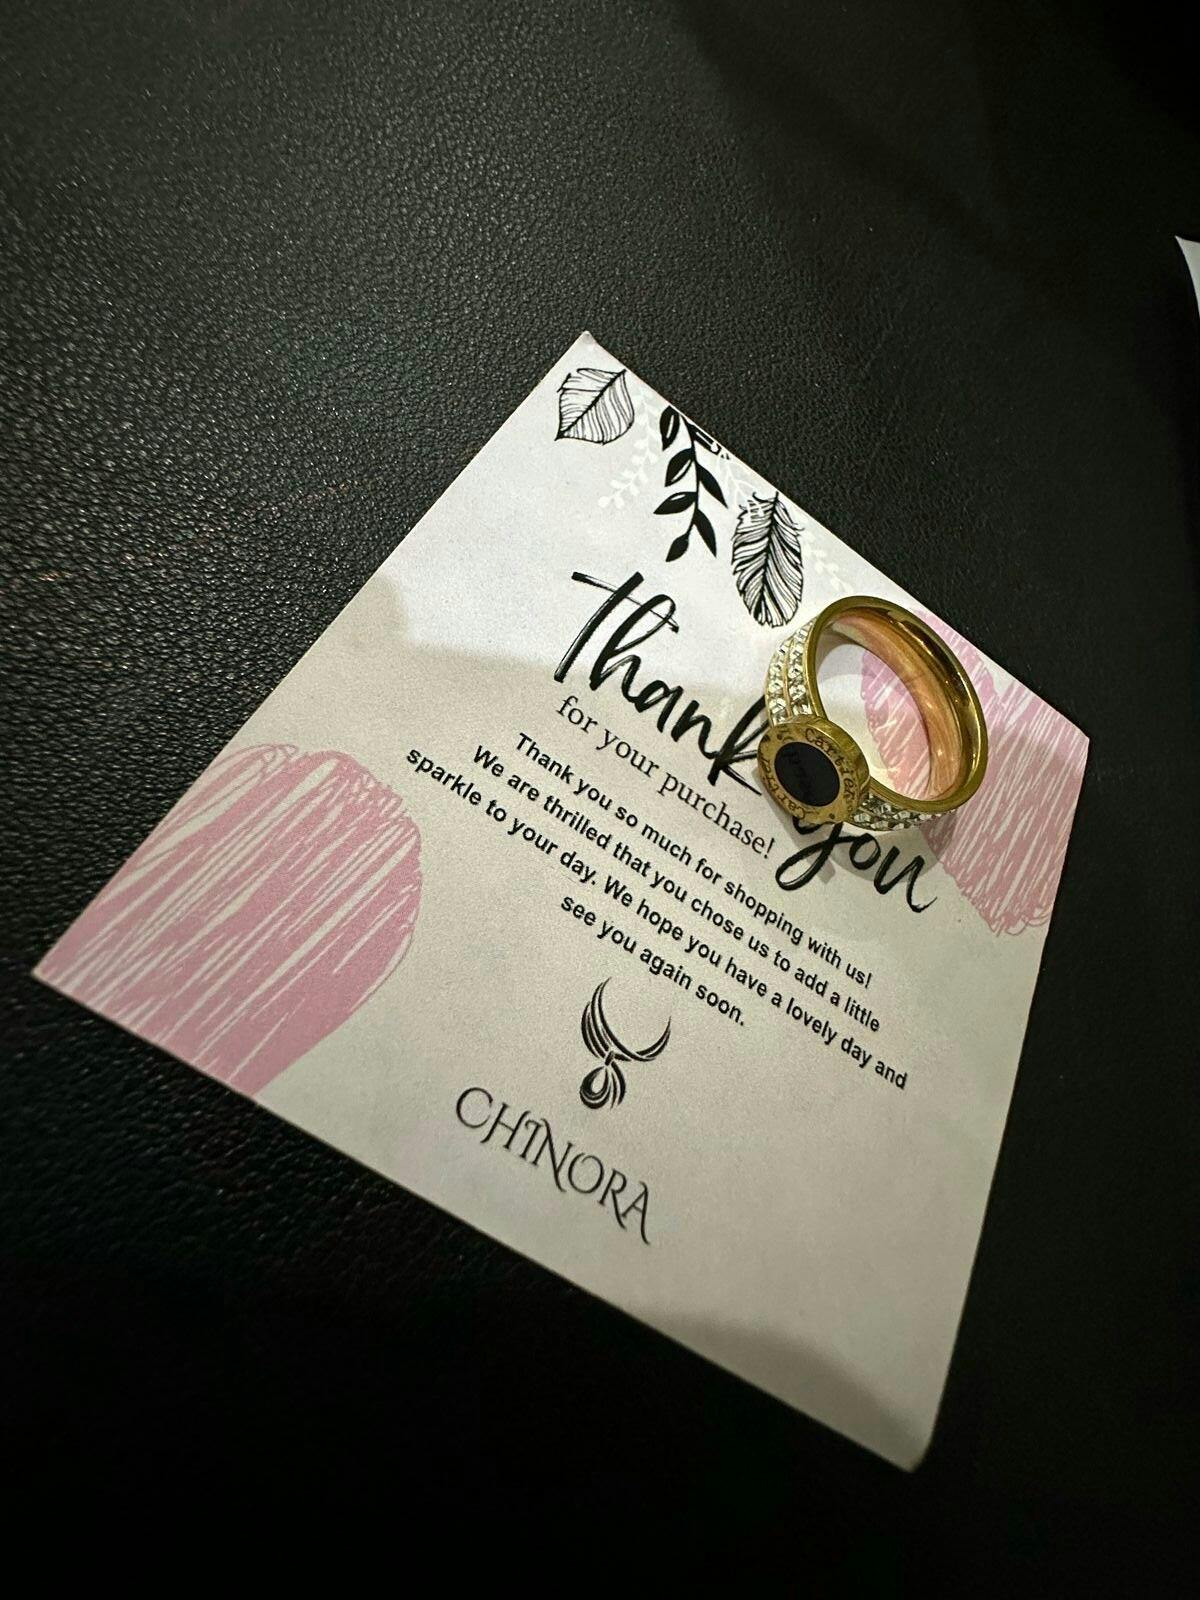 Thank
you
for your purchase!
Thank you so much for shopping with us!
We are thrilled that you chose us to add a little
sparkle to your day. We hope you have a lovely day and
see you again soon.
CHINORA
Cartier
Cartier